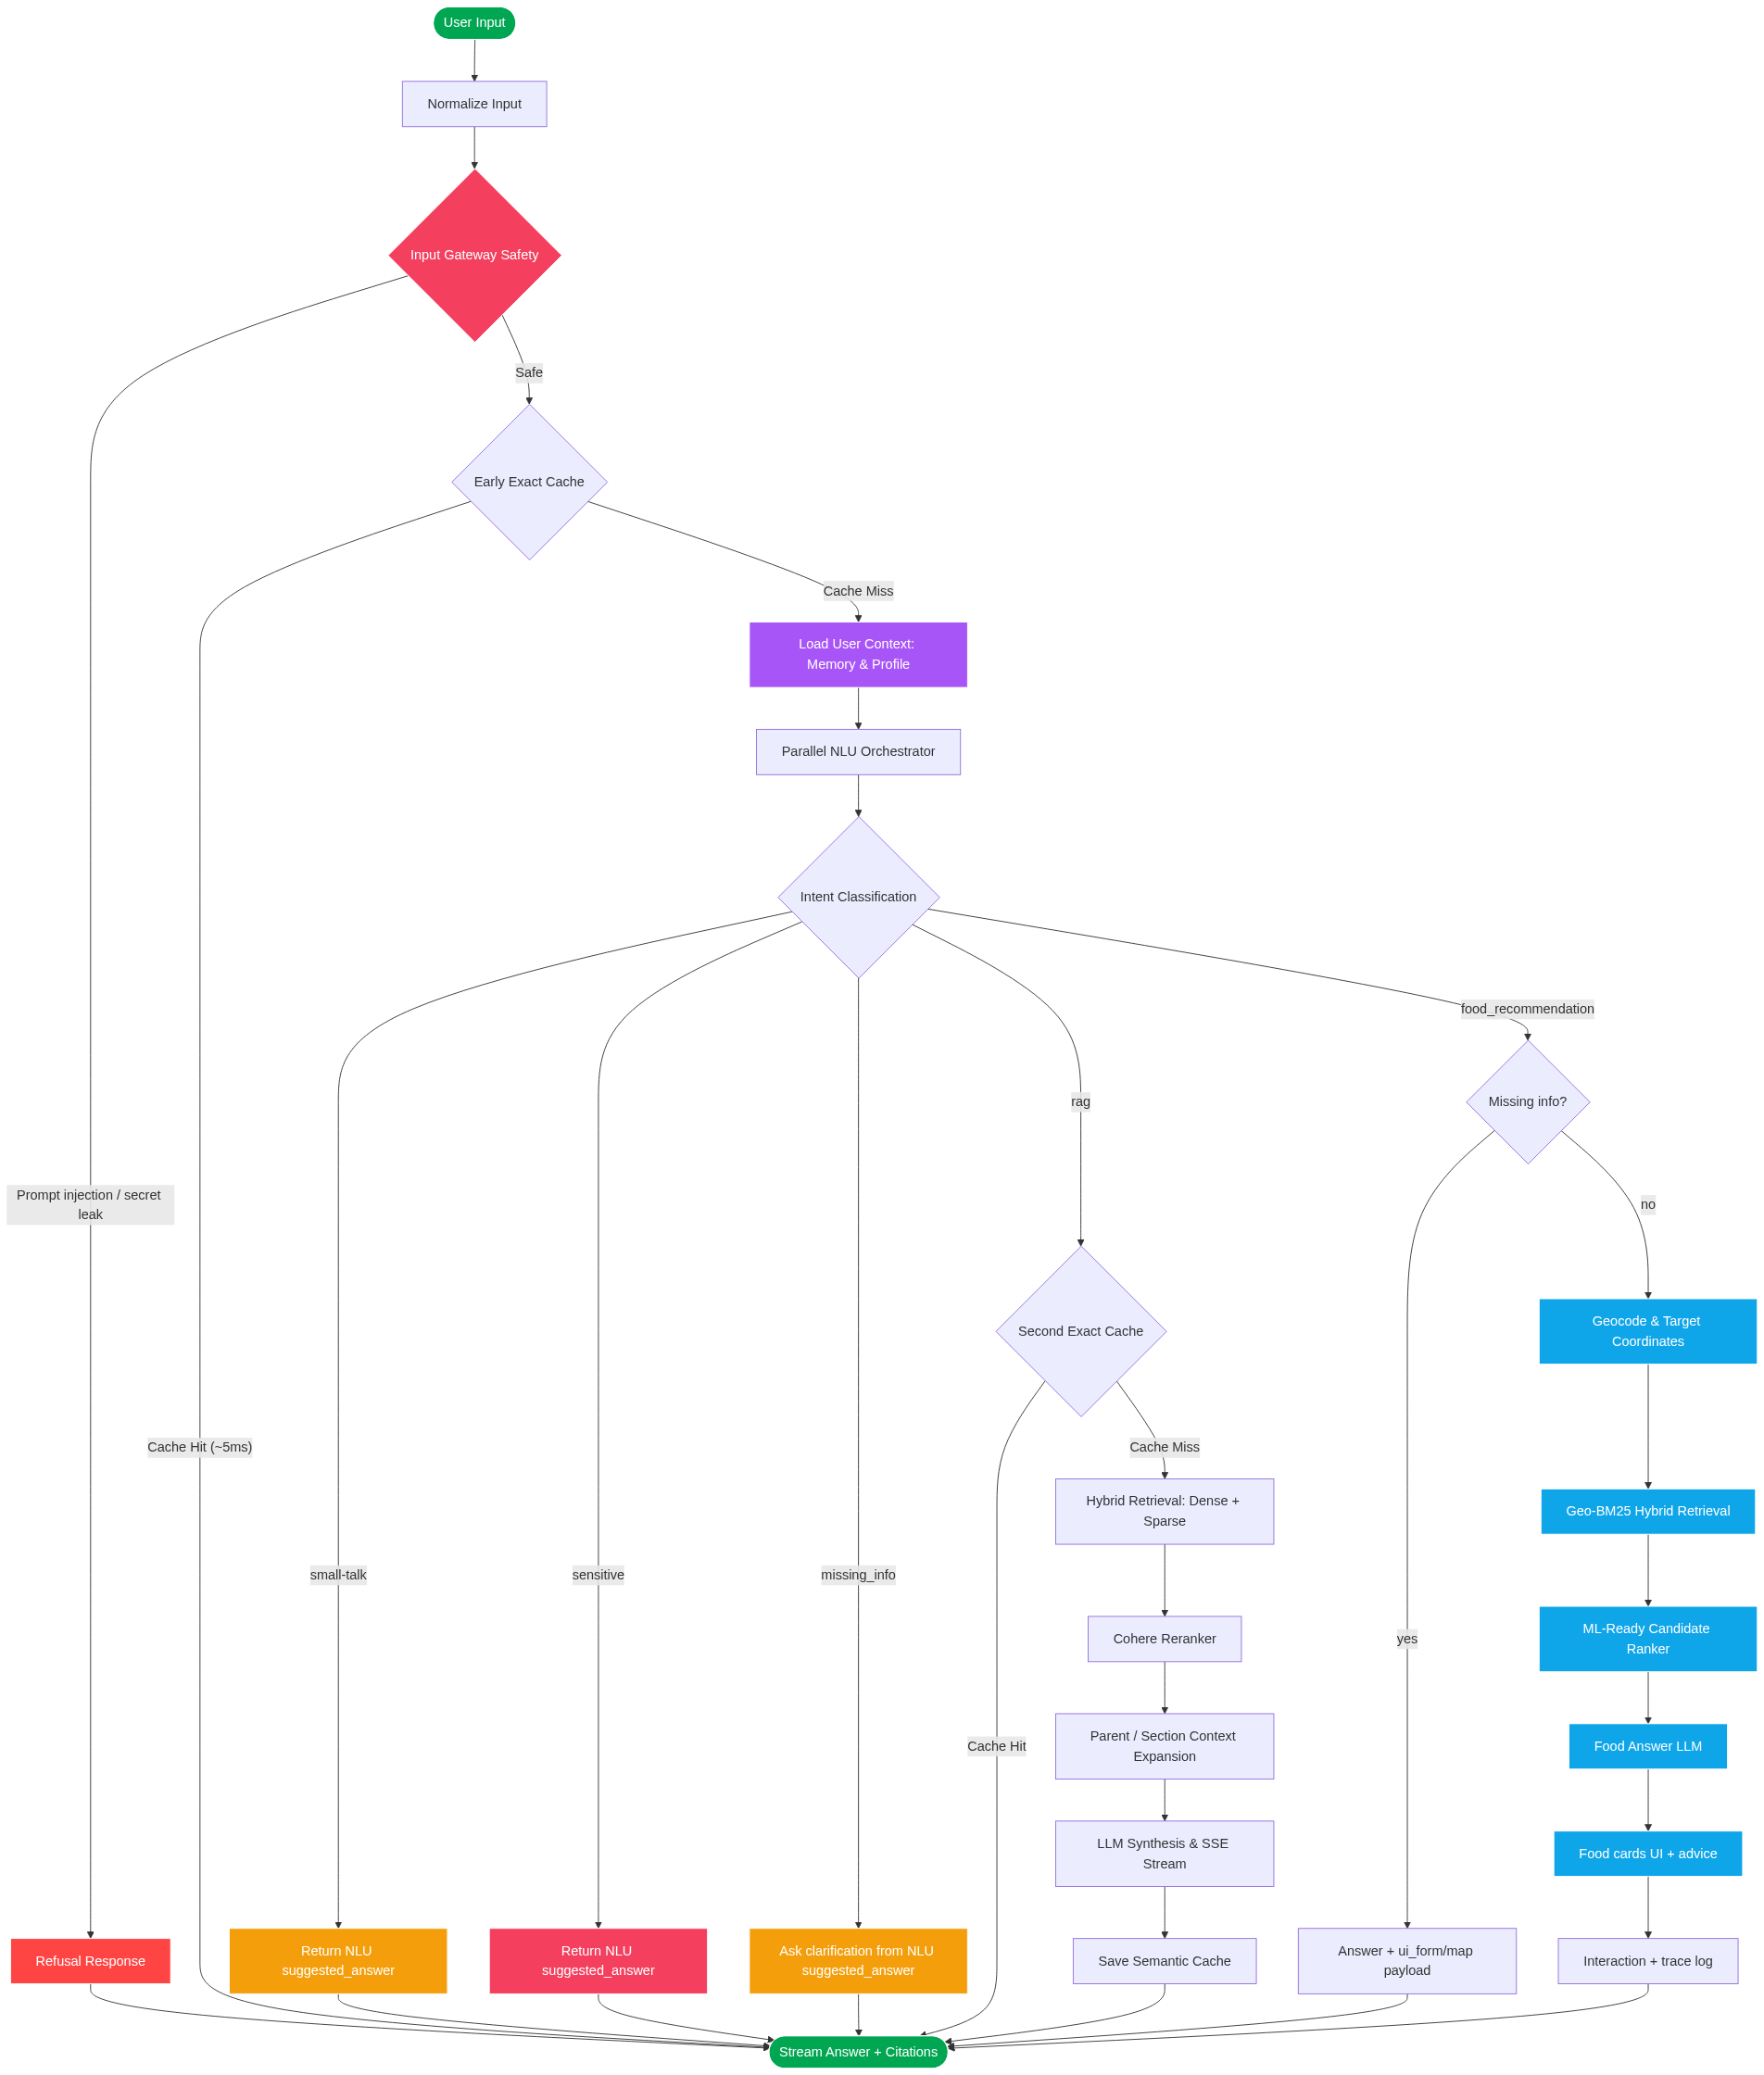 User Input
Normalize Input
Input Gateway Safety
Safe
Early Exact Cache
Cache Miss
Load User Context:
Memory & Profile
Parallel NLU Orchestrator
Intent Classification
food_recommendation
rag
Missing info?
Prompt injection / secret
leak
no
Second Exact Cache
Geocode & Target
Coordinates
Cache Hit (~5ms)
Cache Miss
Hybrid Retrieval: Dense +
Sparse
Geo-BM25 Hybrid Retrieval
small-talk
sensitive
missing_info
Cohere Reranker
yes
ML-Ready Candidate
Ranker
Cache Hit
Parent / Section Context
Expansion
Food Answer LLM
LLM Synthesis & SSE
Stream
Food cards UI + advice
Refusal Response
Return NLU
suggested_answer
Return NLU
suggested_answer
Ask clarification from NLU
suggested_answer
Save Semantic Cache
Answer + ui_form/map
payload
Interaction + trace log
Stream Answer + Citations